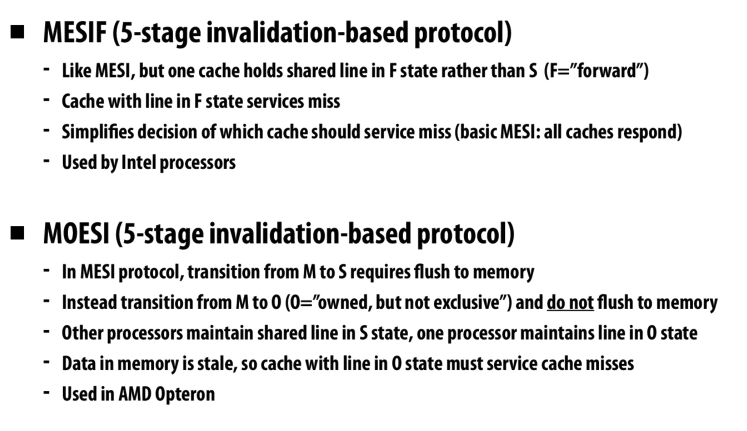 ■ MESIF (5-stage invalidation-based protocol)
- Like MESI, but one cache holds shared line in F state rather than S (F=”forward”)
- Cache with line in F state services miss
- Simplifies decision of which cache should service miss (basic MESI: all caches respond)
- Used by Intel processors
■ MOESI (5-stage invalidation-based protocol)
- In MESI protocol, transition from M to S requires flush to memory
- Instead transition from M to O (O=”owned, but not exclusive”) and do not flush to memory
- Other processors maintain shared line in S state, one processor maintains line in O state
- Data in memory is stale, so cache with line in O state must service cache misses
- Used in AMD Opteron